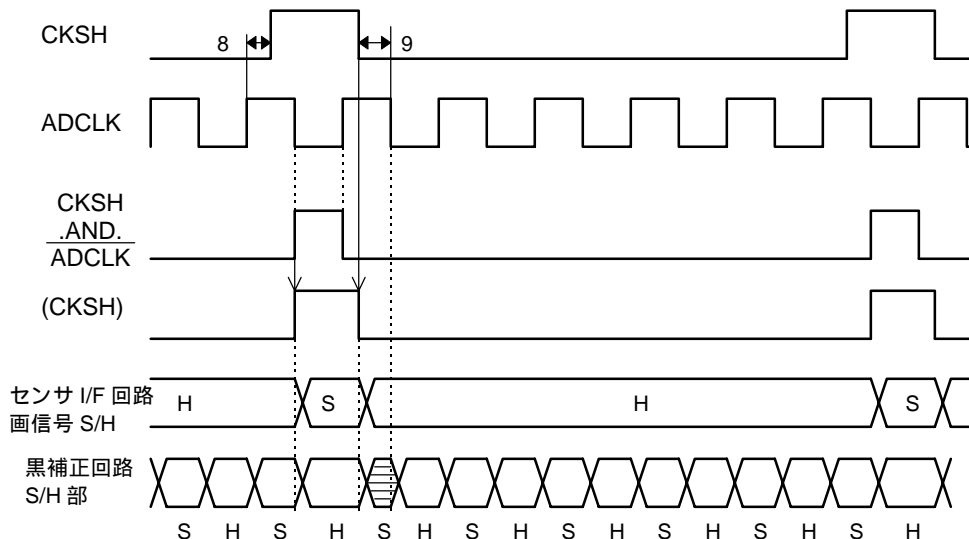 CKSH
8
9
ADCLK
CKSH
.AND.
ADCLK
(CKSH)
センサ I/F 回路
画信号 S/H
H
S
H
S
黒補正回路
S/H 部
S H S H S H S H S H S H S H S H